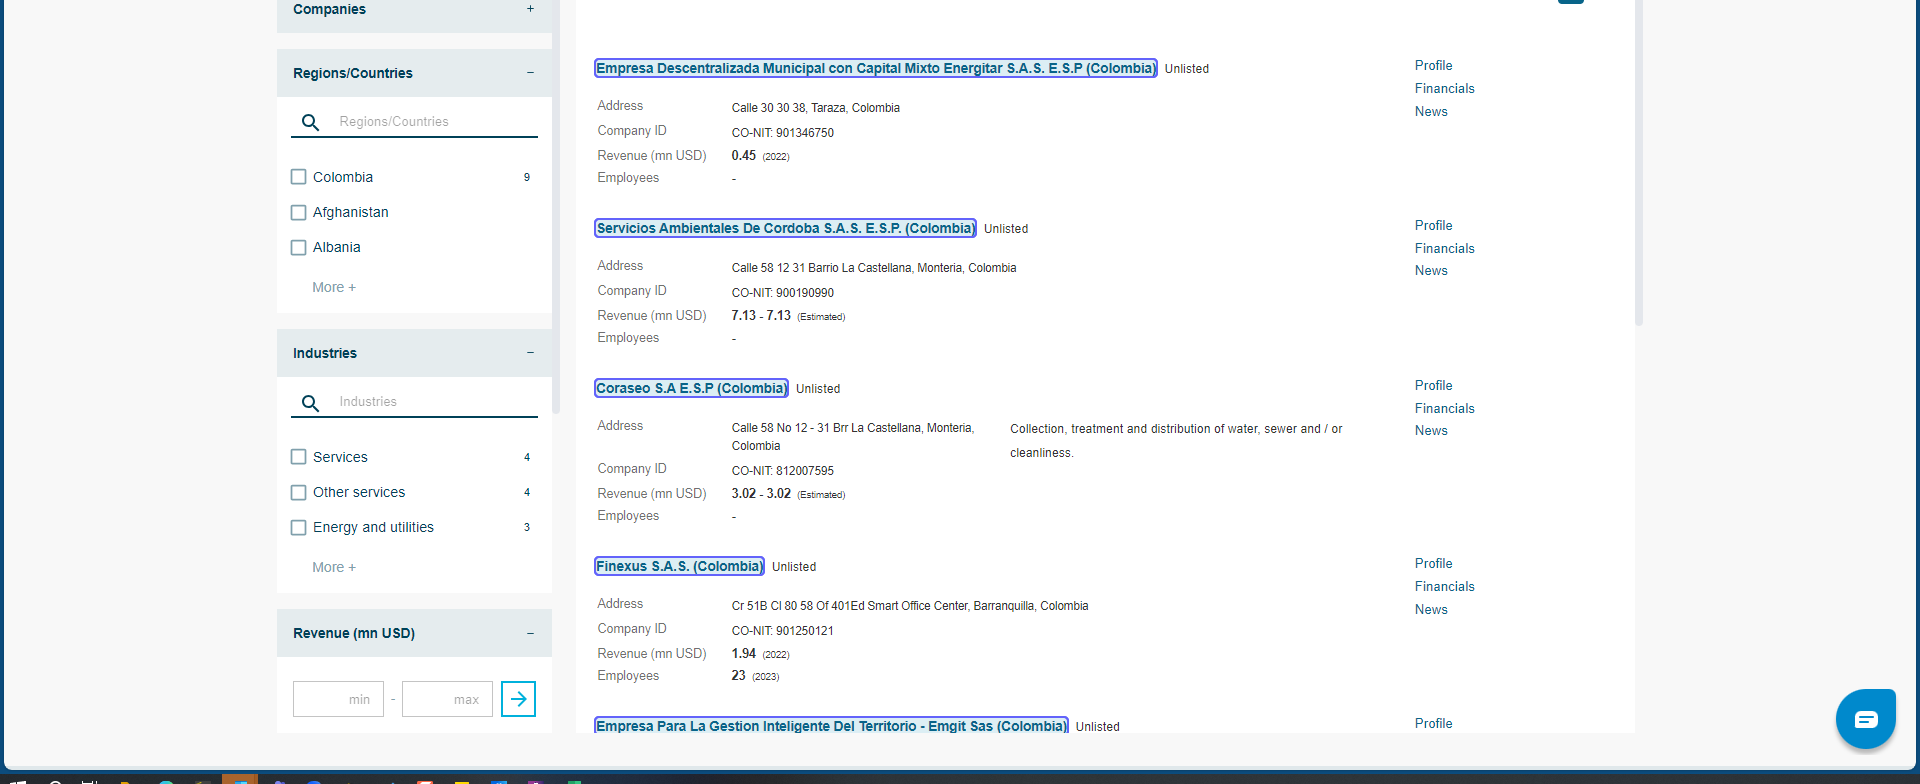 Companies +
Regions/Countries −
Regions/Countries
Colombia 9
Afghanistan
Albania
More +
Industries −
Industries
Services 4
Other services 4
Energy and utilities 3
More +
Revenue (mn USD) −
min - max
Empresa Descentralizada Municipal con Capital Mixto Energitar S.A.S. E.S.P (Colombia) Unlisted
Address Calle 30 30 38, Taraza, Colombia
Company ID CO-NIT: 901346750
Revenue (mn USD) 0.45 (2022)
Employees -
Profile
Financials
News
Servicios Ambientales De Cordoba S.A.S. E.S.P. (Colombia) Unlisted
Address Calle 58 12 31 Barrio La Castellana, Monteria, Colombia
Company ID CO-NIT: 900190990
Revenue (mn USD) 7.13 - 7.13 (Estimated)
Employees -
Profile
Financials
News
Coraseo S.A E.S.P (Colombia) Unlisted
Address Calle 58 No 12 - 31 Brr La Castellana, Monteria,
Colombia
Company ID CO-NIT: 812007595
Revenue (mn USD) 3.02 - 3.02 (Estimated)
Employees -
Collection, treatment and distribution of water, sewer and / or
cleanliness.
Profile
Financials
News
Finexus S.A.S. (Colombia) Unlisted
Address Cr 51B Cl 80 58 Of 401Ed Smart Office Center, Barranquilla, Colombia
Company ID CO-NIT: 901250121
Revenue (mn USD) 1.94 (2022)
Employees 23 (2023)
Profile
Financials
News
Empresa Para La Gestion Inteligente Del Territorio - Emgit Sas (Colombia) Unlisted
Profile